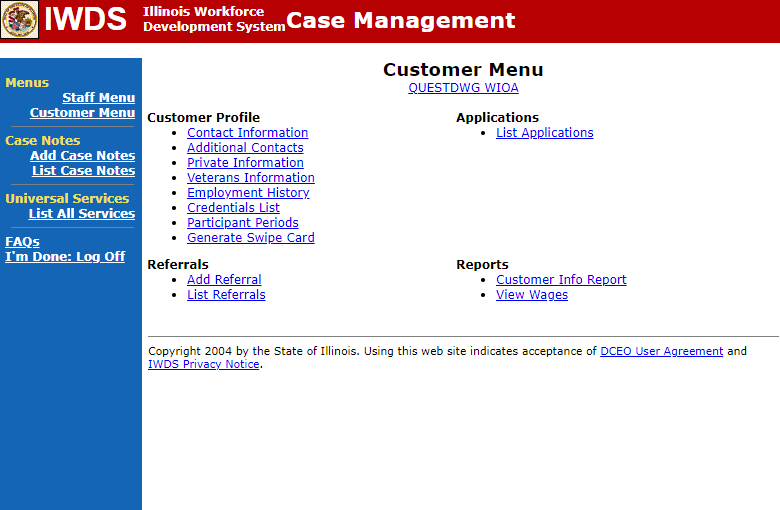 IWDS
Illinois Workforce
Development System
Case Management
Menus
Staff Menu
Customer Menu
Case Notes
Add Case Notes
List Case Notes
Universal Services
List All Services
FAQs
I'm Done: Log Off
Customer Menu
QUESTDWG WIOA
Customer Profile
Contact Information
Additional Contacts
Private Information
Veterans Information
Employment History
Credentials List
Participant Periods
Generate Swipe Card
Applications
List Applications
Referrals
Add Referral
List Referrals
Reports
Customer Info Report
View Wages
Copyright 2004 by the State of Illinois. Using this web site indicates acceptance of DCEO User Agreement and
IWDS Privacy Notice.